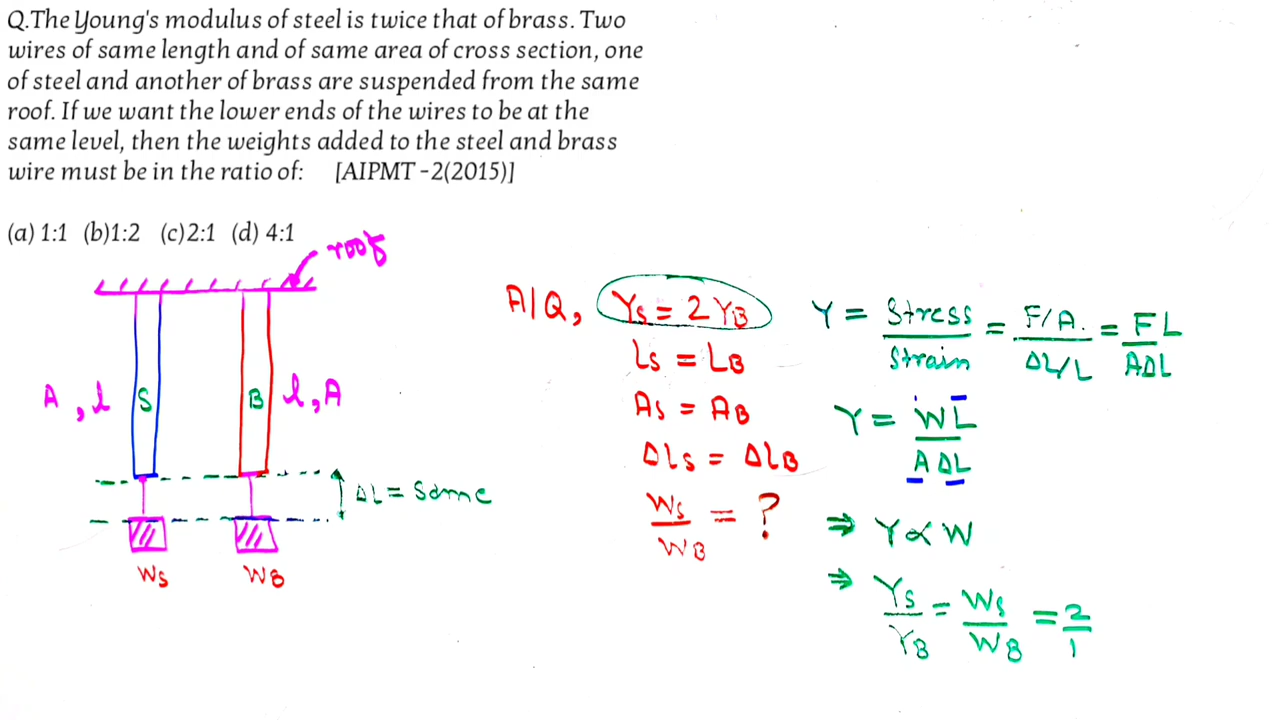 Q.The Young's modulus of steel is twice that of brass. Two
wires of same length and of same area of cross section, one
of steel and another of brass are suspended from the same
roof. If we want the lower ends of the wires to be at the
same level, then the weights added to the steel and brass
wire must be in the ratio of: [AIPMT -2(2015)]
(a) 1:1 (b)1:2 (c)2:1 (d) 4:1
roof
A, l S B l, A
ΔL = Same
Ws WB
A/Q, Ys = 2 YB
Ls = LB
As = AB
ΔLs = ΔLB
Ws/WB = ?
Y = Stress/Strain = F/A./ΔL/L = FL/AΔL
Y = WL/AΔL
⇒ Y ∝ W
⇒ Ys/YB = Ws/WB = 2/1